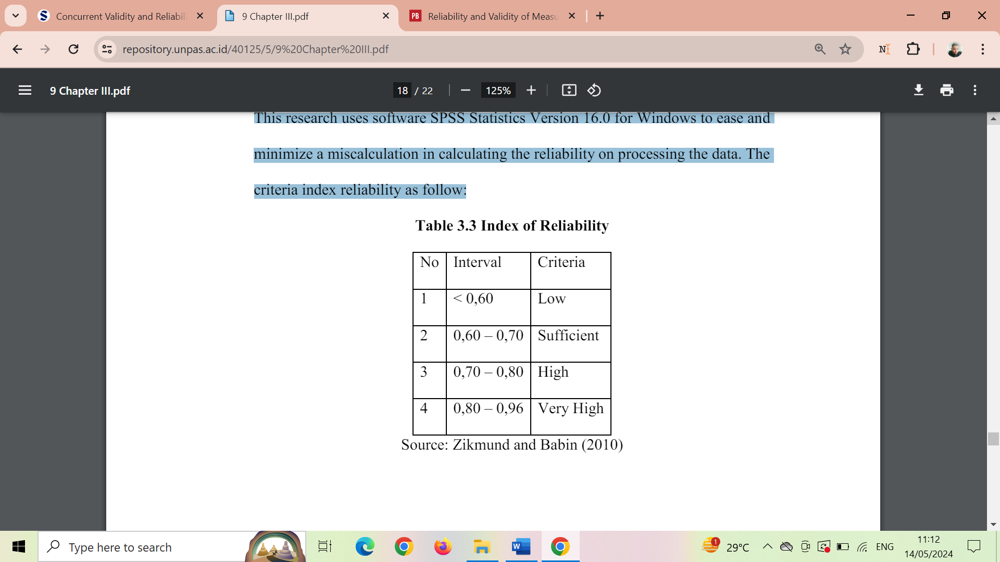 Concurrent Validity and Reliabil
9 Chapter III.pdf
PB Reliability and Validity of Measu
repository.unpas.ac.id/40125/5/9%20Chapter%20III.pdf
9 Chapter III.pdf
18 / 22
125%
This research uses software SPSS Statistics Version 16.0 for Windows to ease and
minimize a miscalculation in calculating the reliability on processing the data. The
criteria index reliability as follow:
Table 3.3 Index of Reliability
No Interval Criteria
1 < 0,60 Low
2 0,60 – 0,70 Sufficient
3 0,70 – 0,80 High
4 0,80 – 0,96 Very High
Source: Zikmund and Babin (2010)
Type here to search
1
29°C
ENG
11:12
14/05/2024